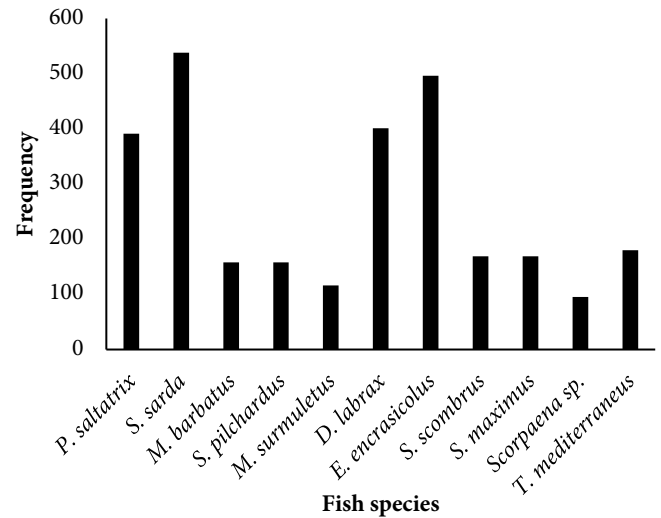 600
500
400
300
200
100
0
Frequency
P. saltatrix
S. sarda
M. barbatus
S. pilchardus
M. surmuletus
D. labrax
E. encrasicolus
S. scombrus
S. maximus
Scorpaena sp.
T. mediterraneus
Fish species